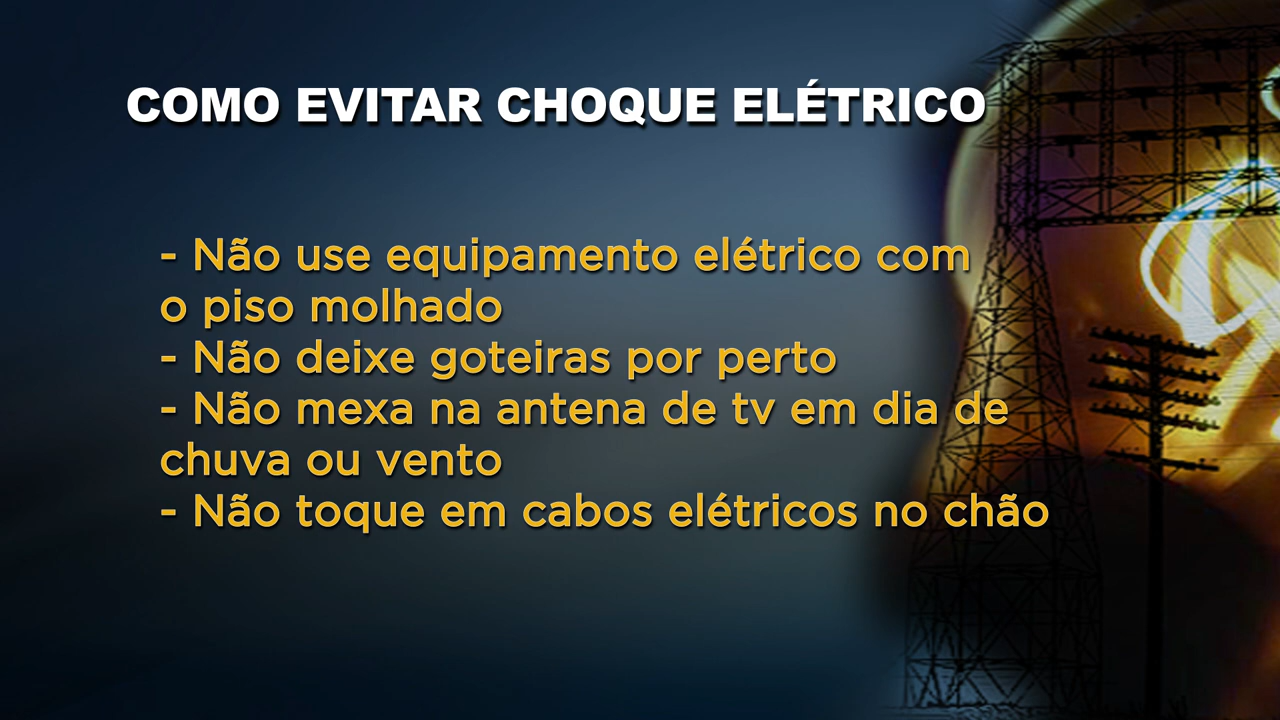 COMO EVITAR CHOQUE ELÉTRICO
- Não use equipamento elétrico com
o piso molhado
- Não deixe goteiras por perto
- Não mexa na antena de tv em dia de
chuva ou vento
- Não toque em cabos elétricos no chão